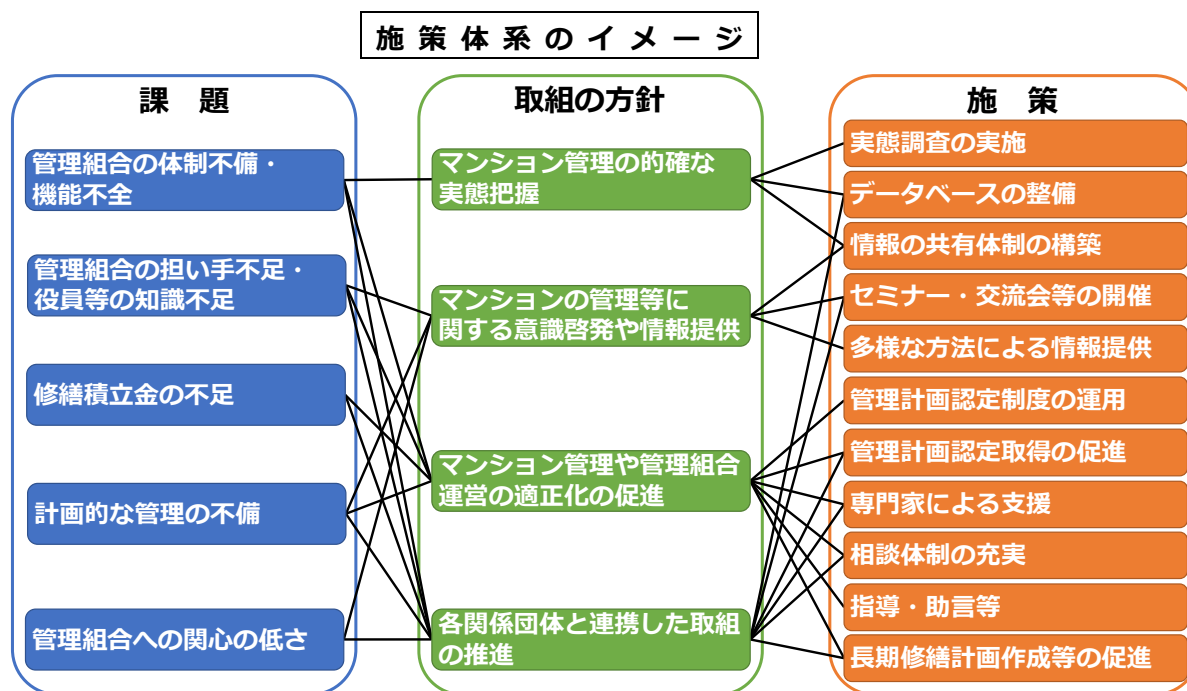 施策体系のイメージ
課題
管理組合の体制不備・
機能不全
管理組合の担い手不足・
役員等の知識不足
修繕積立金の不足
計画的な管理の不備
管理組合への関心の低さ
取組の方針
マンション管理の的確な
実態把握
マンションの管理等に
関する意識啓発や情報提供
マンション管理や管理組合
運営の適正化の促進
各関係団体と連携した取組
の推進
施策
実態調査の実施
データベースの整備
情報の共有体制の構築
セミナー・交流会等の開催
多様な方法による情報提供
管理計画認定制度の運用
管理計画認定取得の促進
専門家による支援
相談体制の充実
指導・助言等
長期修繕計画作成等の促進